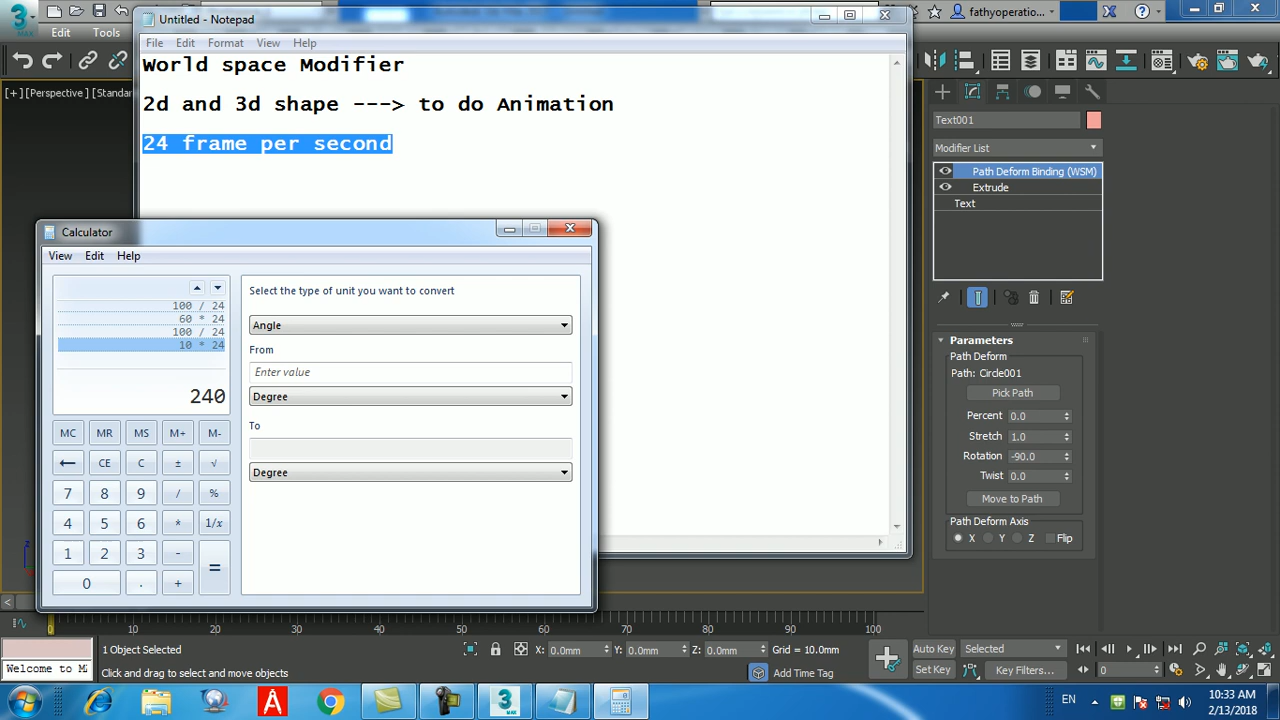 Untitled - Notepad
fathyoperation...
3
MAX
Edit
Tools
File Edit Format View Help
World space Modifier
2d and 3d shape ---> to do Animation
24 frame per second
[+] [Perspective ] [Standar
Text001
Modifier List
Path Deform Binding (WSM)
Extrude
Text
Calculator
View Edit Help
100 / 24
60 * 24
100 / 24
10 * 24
240
MC MR MS M+ M-
← CE C ± √
7 8 9 / %
4 5 6 * 1/x
1 2 3 - =
0 . +
Select the type of unit you want to convert
Angle
From
Enter value
Degree
To
Degree
Parameters
Path Deform
Path: Circle001
Pick Path
Percent 0.0
Stretch 1.0
Rotation -90.0
Twist 0.0
Move to Path
Path Deform Axis
X Y Z Flip
0 10 20 30 40 50 60 70 80 90 100
1 Object Selected
X: 0.0mm Y: 0.0mm Z: 0.0mm Grid = 10.0mm
Auto Key Selected
Welcome to M
Click and drag to select and move objects
Add Time Tag
Set Key Key Filters...
0
EN
10:33 AM
2/13/2018